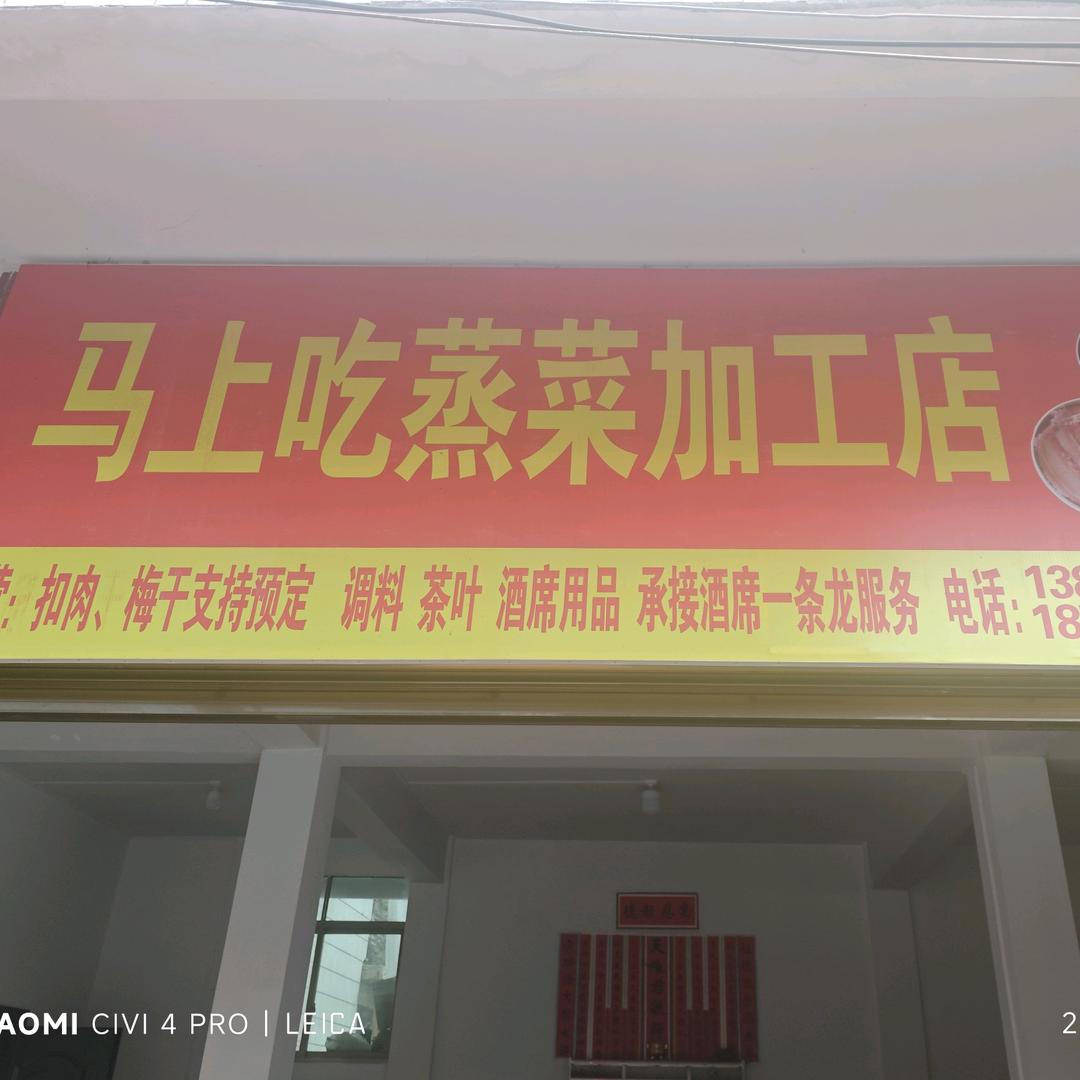 马上吃蒸菜加工店
营：扣肉、梅干支持预定 调料 茶叶 酒席用品 承接酒席一条龙服务 电话：138
18
AOMI CIVI 4 PRO | LEICA
2